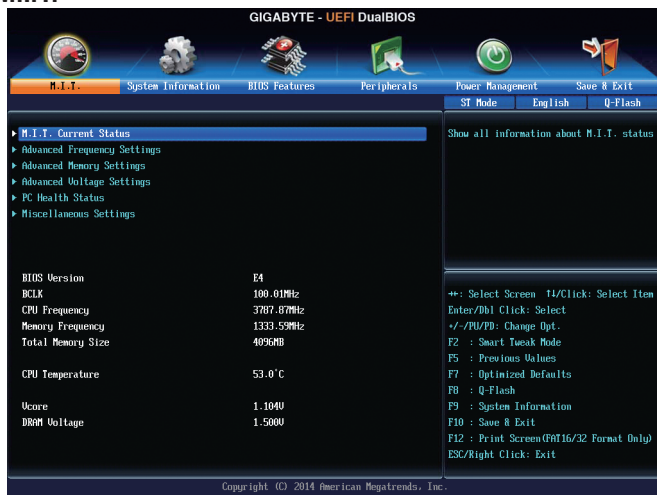 GIGABYTE - UEFI DualBIOS
M.I.T. System Information BIOS Features Peripherals Power Management Save & Exit
ST Mode English Q-Flash
M.I.T. Current Status
Advanced Frequency Settings
Advanced Memory Settings
Advanced Voltage Settings
PC Health Status
Miscellaneous Settings
Show all information about M.I.T. status
BIOS Version E4
BCLK 100.01MHz
CPU Frequency 3787.87MHz
Memory Frequency 1333.59MHz
Total Memory Size 4096MB
CPU Temperature 53.0°C
Vcore 1.104V
DRAM Voltage 1.500V
→←: Select Screen ↑↓/Click: Select Item
Enter/Dbl Click: Select
+/-/PU/PD: Change Opt.
F2 : Smart Tweak Mode
F5 : Previous Values
F7 : Optimized Defaults
F8 : Q-Flash
F9 : System Information
F10 : Save & Exit
F12 : Print Screen(FAT16/32 Format Only)
ESC/Right Click: Exit
Copyright (C) 2014 American Megatrends, Inc.